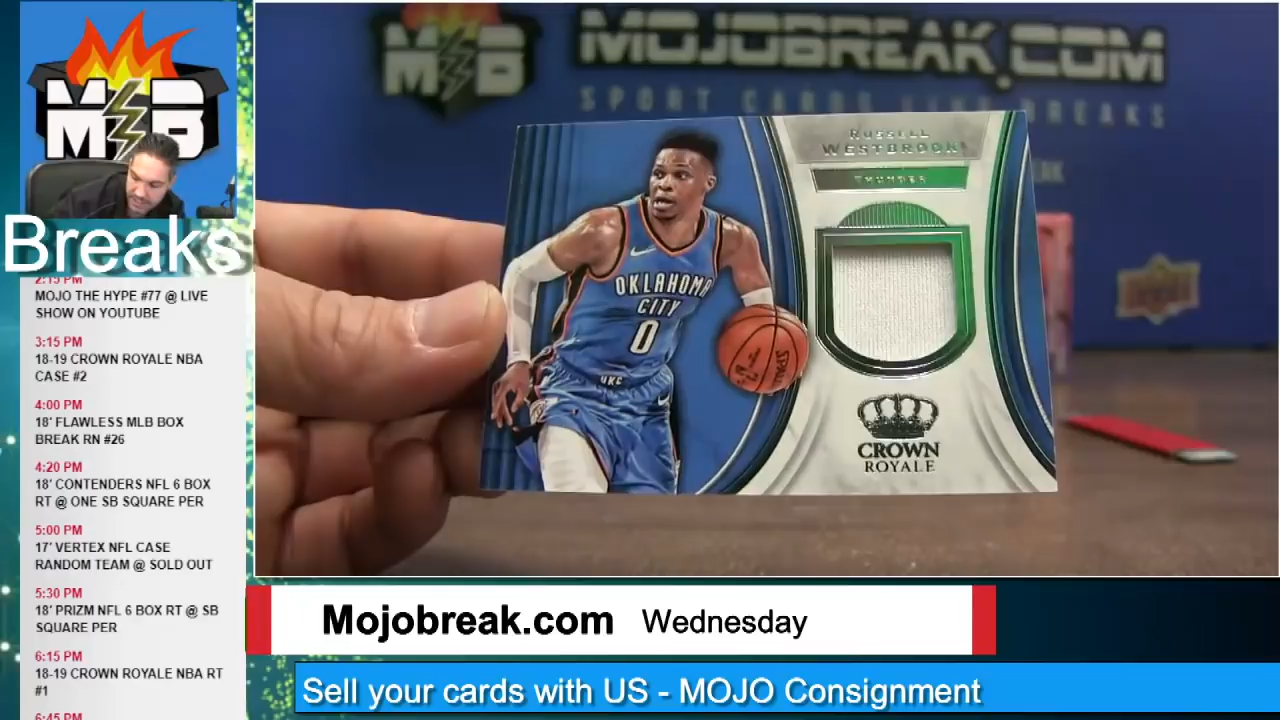 M B
Breaks
2:15 PM
MOJO THE HYPE #77 @ LIVE
SHOW ON YOUTUBE
3:15 PM
18-19 CROWN ROYALE NBA
CASE #2
4:00 PM
18' FLAWLESS MLB BOX
BREAK RN #26
4:20 PM
18' CONTENDERS NFL 6 BOX
RT @ ONE SB SQUARE PER
5:00 PM
17' VERTEX NFL CASE
RANDOM TEAM @ SOLD OUT
5:30 PM
18' PRIZM NFL 6 BOX RT @ SB
SQUARE PER
6:15 PM
18-19 CROWN ROYALE NBA RT
#1
6:45 PM
M B
MOJOBREAK.COM
SPORT CARDS BREAKS
RUSSELL
WESTBROOK
THUNDER
OKLAHOMA
CITY
0
OKC
CROWN
ROYALE
Mojobreak.com Wednesday
Sell your cards with US - MOJO Consignment